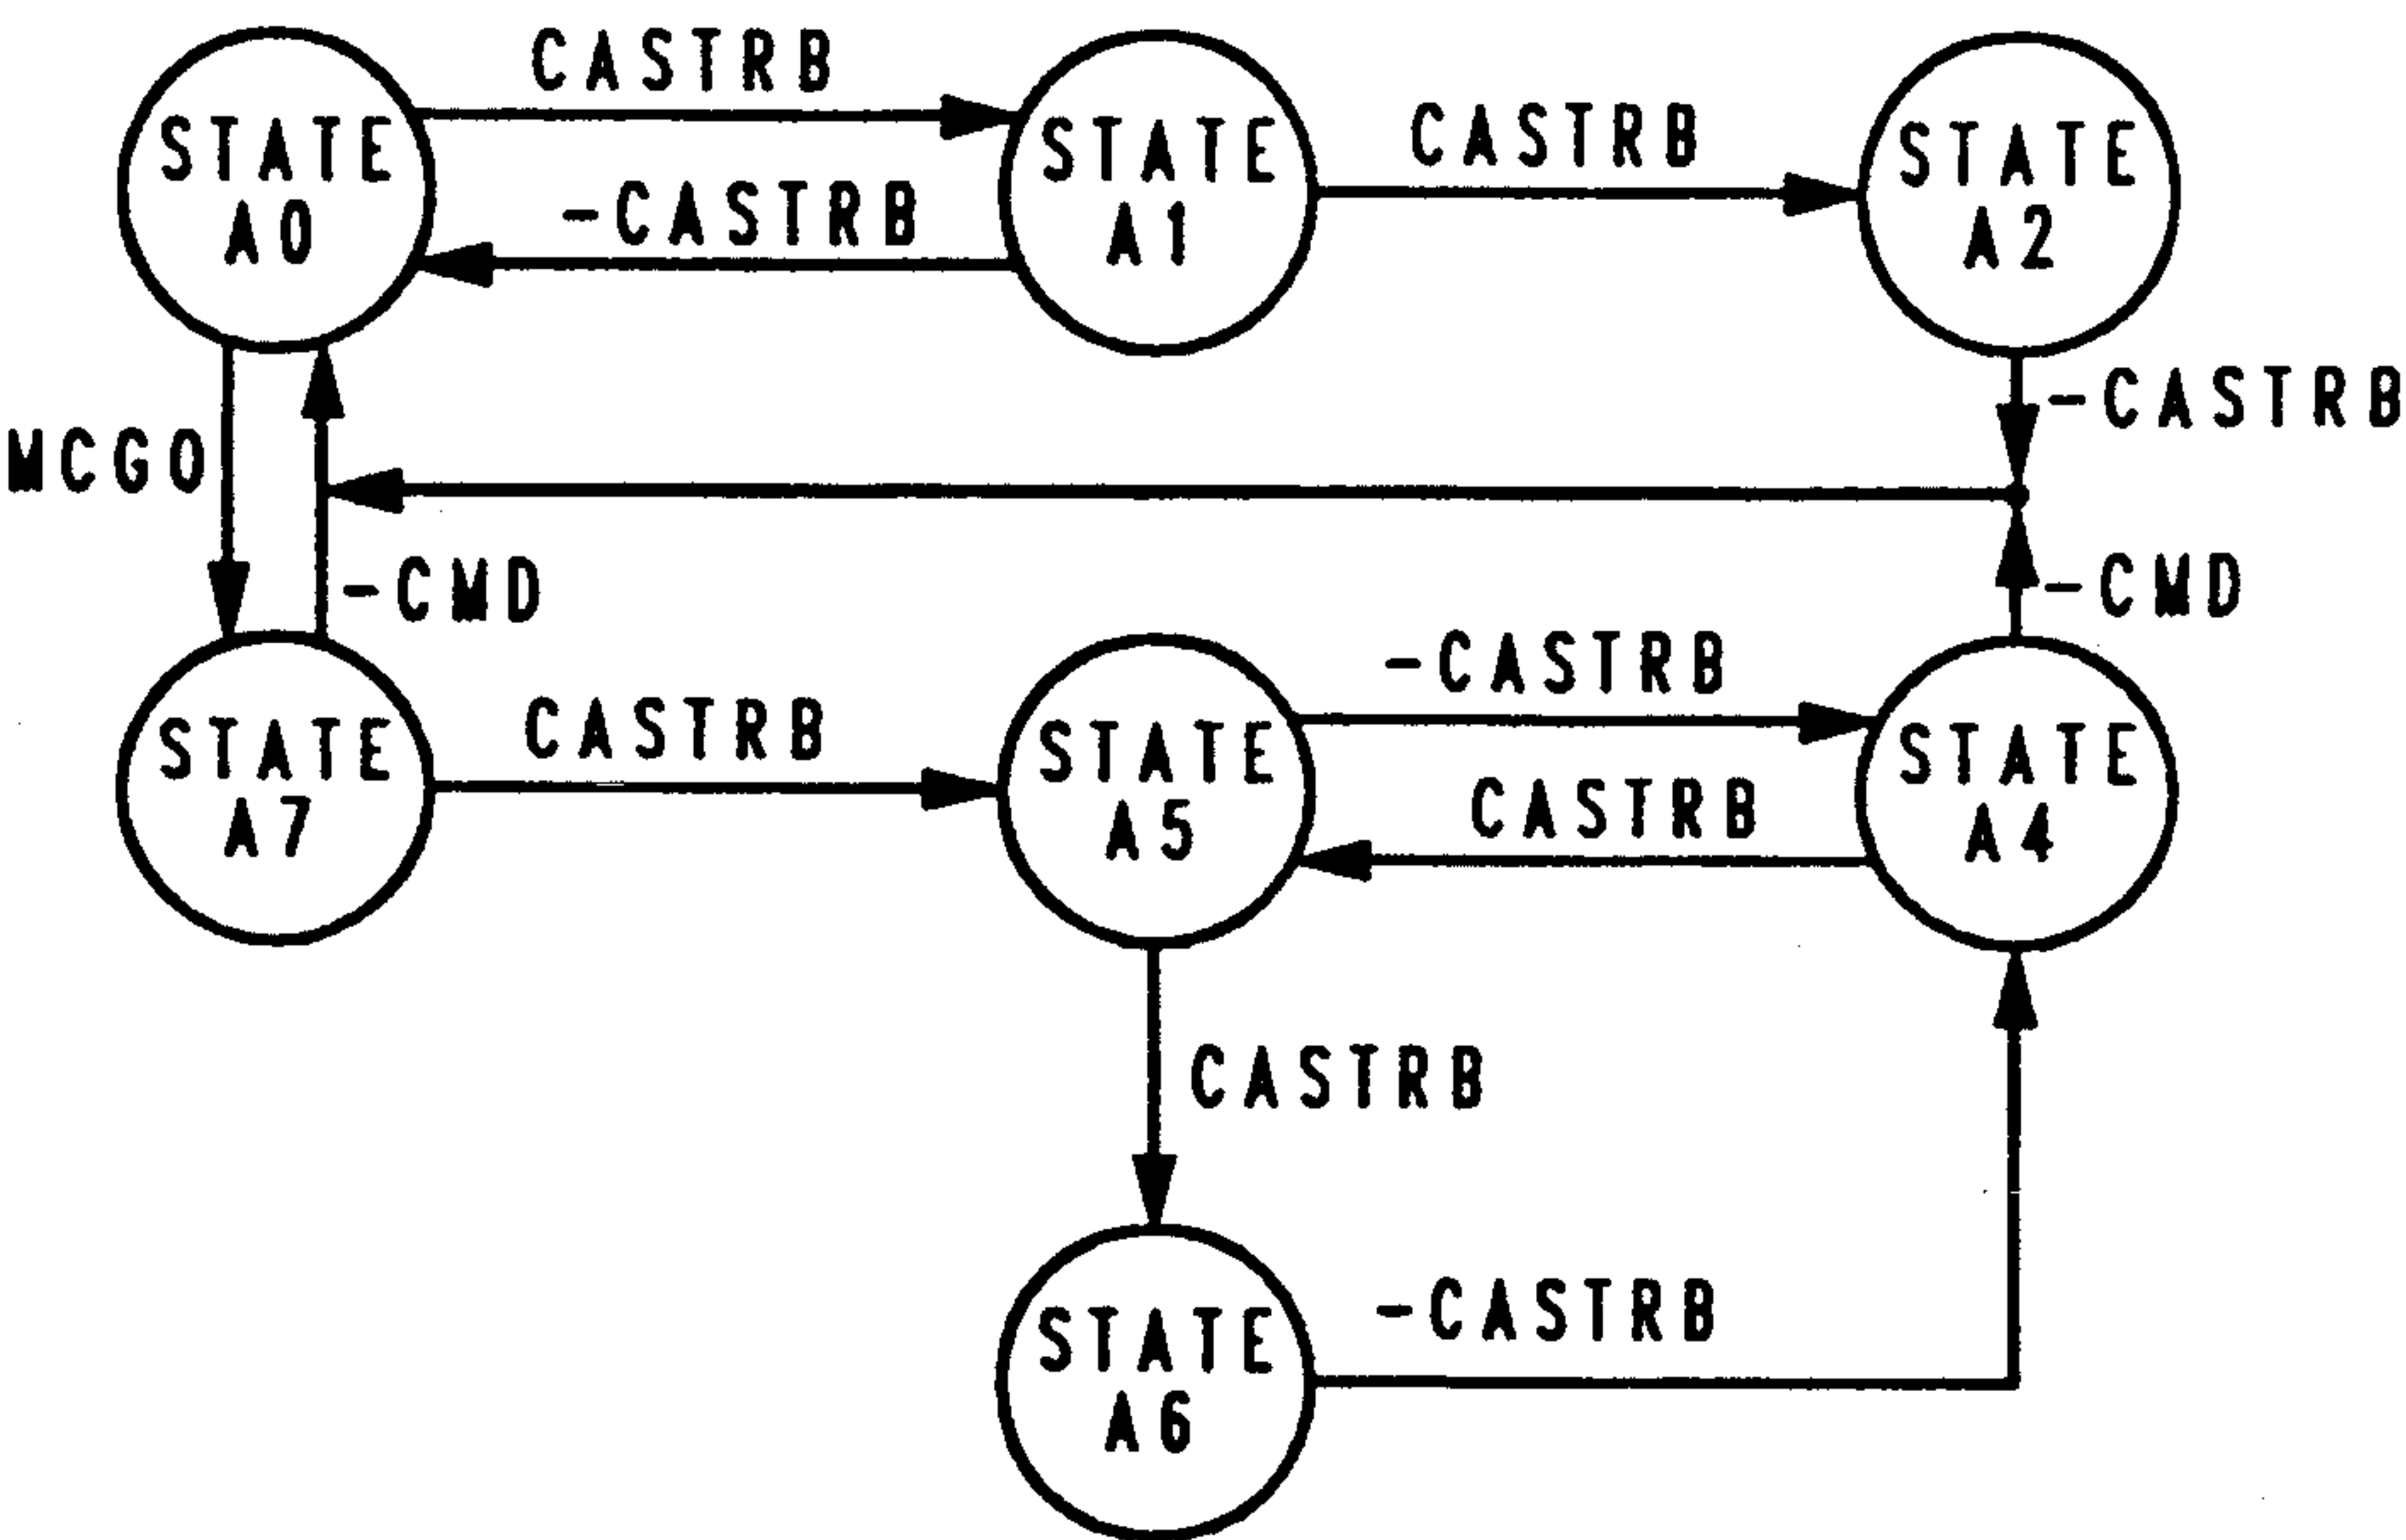 CASTRB
STATE
A0
STATE
A1
CASTRB
STATE
A2
-CASTRB
-CASTRB
MCGO
-CMD
-CMD
-CASTRB
CASTRB
STATE
A7
STATE
A5
STATE
A4
CASTRB
CASTRB
-CASTRB
STATE
A6